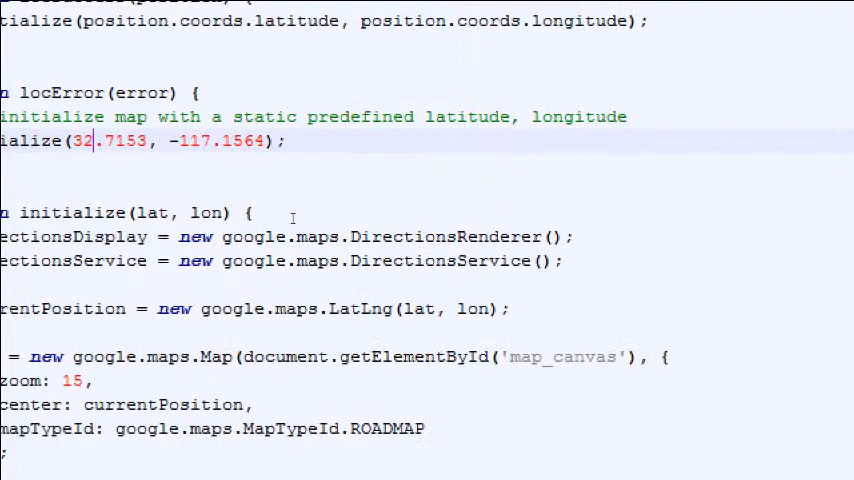 tialize(position.coords.latitude, position.coords.longitude);
n locError(error) {
initialize map with a static predefined latitude, longitude
ialize(32.7153, -117.1564);
n initialize(lat, lon) {
ectionsDisplay = new google.maps.DirectionsRenderer();
ectionsService = new google.maps.DirectionsService();
rentPosition = new google.maps.LatLng(lat, lon);
= new google.maps.Map(document.getElementById('map_canvas'), {
zoom: 15,
center: currentPosition,
mapTypeId: google.maps.MapTypeId.ROADMAP
;